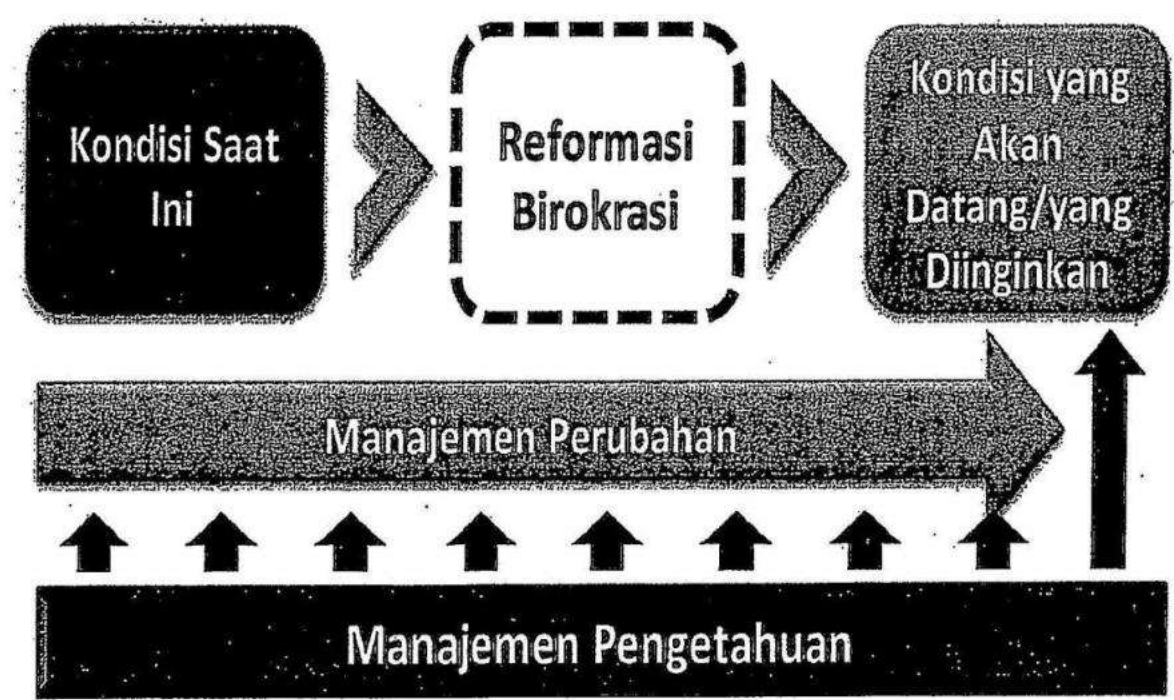 Kondisi Saat
Ini
Reformasi
Birokrasi
Kondisi yang
Akan
Datang/yang
Diinginkan
Manajemen Perubahan
Manajemen Pengetahuan